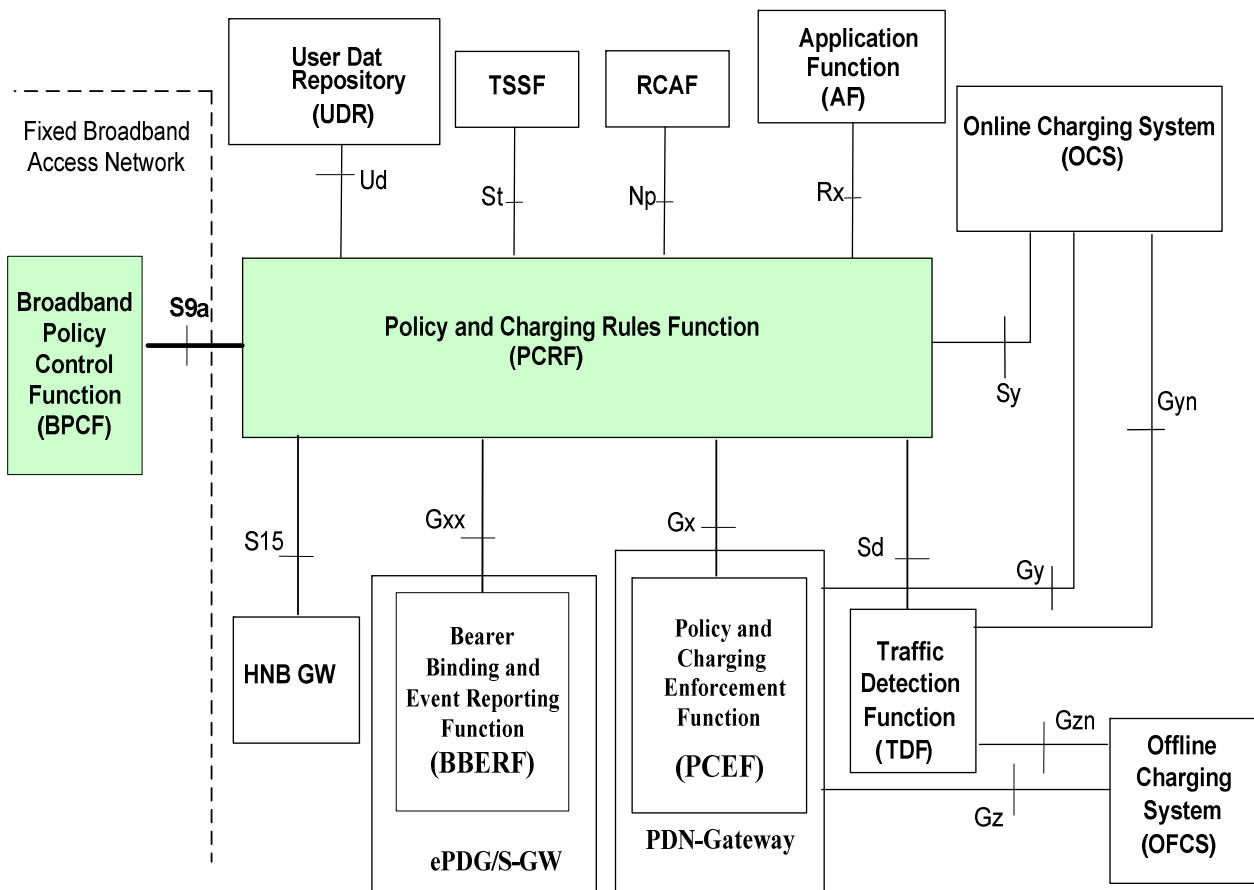 User Dat
Repository
(UDR)
TSSF
RCAF
Application
Function
(AF)
Online Charging System
(OCS)
Fixed Broadband
Access Network
Ud
St
Np
Rx
Broadband
Policy
Control
Function
(BPCF)
S9a
Policy and Charging Rules Function
(PCRF)
Sy
Gyn
S15
Gxx
Gx
Sd
Gy
HNB GW
Bearer
Binding and
Event Reporting
Function
(BBERF)
ePDG/S-GW
Policy and
Charging
Enforcement
Function
(PCEF)
PDN-Gateway
Traffic
Detection
Function
(TDF)
Gzn
Gz
Offline
Charging
System
(OFCS)